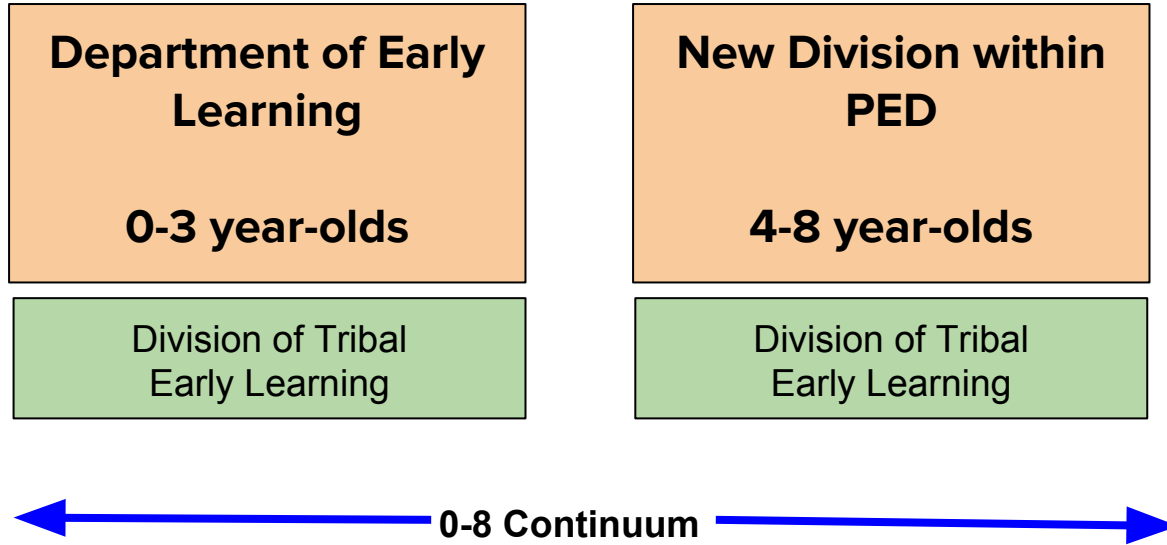 Department of Early
Learning
0-3 year-olds
New Division within
PED
4-8 year-olds
Division of Tribal
Early Learning
Division of Tribal
Early Learning
0-8 Continuum